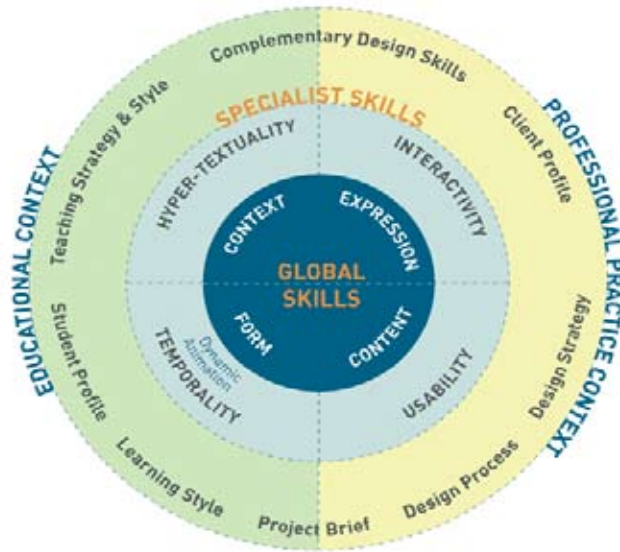 Complementary Design Skills
Teaching Strategy & Style
Client Profile
EDUCATIONAL CONTEXT
PROFESSIONAL PRACTICE CONTEXT
SPECIALIST SKILLS
HYPER-TEXTUALITY
INTERACTIVITY
CONTEXT
EXPRESSION
GLOBAL
SKILLS
FORM
CONTENT
Dynamic
Animation
TEMPORALITY
USABILITY
Student Profile
Design Strategy
Learning Style
Design Process
Project Brief